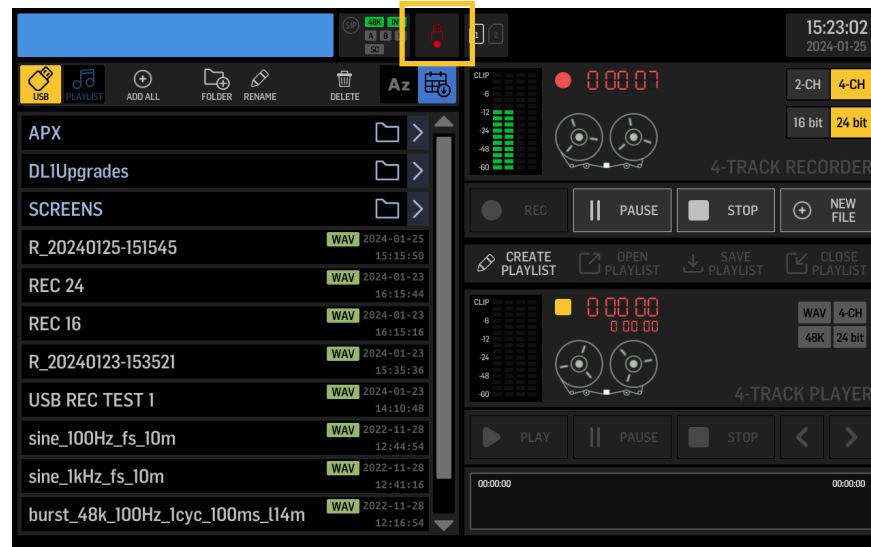 SIP 48K INT
A B
SC
1 2
15:23:02
2024-01-25
USB PLAYLIST ADD ALL FOLDER RENAME DELETE Az
APX
DL1Upgrades
SCREENS
R_20240125-151545 WAV 2024-01-25
15:15:50
REC 24 WAV 2024-01-23
16:15:44
REC 16 WAV 2024-01-23
16:15:16
R_20240123-153521 WAV 2024-01-23
15:35:36
USB REC TEST 1 WAV 2024-01-23
14:10:48
sine_100Hz_fs_10m WAV 2022-11-28
12:44:54
sine_1kHz_fs_10m WAV 2022-11-28
12:41:16
burst_48k_100Hz_1cyc_100ms_l14m WAV 2022-11-28
12:16:54
CLIP
-6
-12
-24
-48
-60
0 00 07
2-CH 4-CH
16 bit 24 bit
4-TRACK RECORDER
REC PAUSE STOP NEW
FILE
CREATE
PLAYLIST
OPEN
PLAYLIST
SAVE
PLAYLIST
CLOSE
PLAYLIST
CLIP
-6
-12
-24
-48
-60
0 00 00
0 00 00
WAV 4-CH
48K 24 bit
4-TRACK PLAYER
PLAY PAUSE STOP
00:00:00 00:00:00